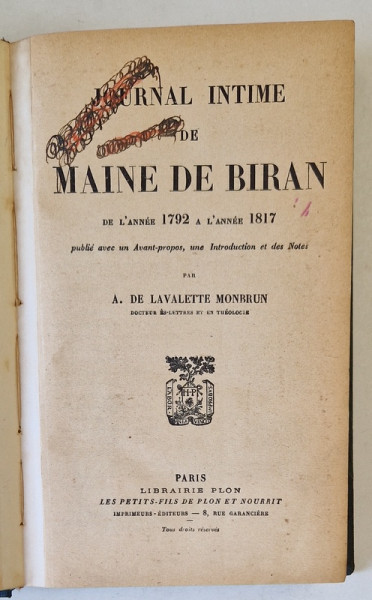 JOURNAL INTIME
DE
MAINE DE BIRAN
DE L'ANNÉE 1792 A L'ANNÉE 1817
publié avec un Avant-propos, une Introduction et des Notes
PAR
A. DE LAVALETTE MONBRUN
DOCTEUR ÈS-LETTRES ET EN THÉOLOGIE
LABOR
H·P
PARIS
LIBRAIRIE PLON
LES PETITS-FILS DE PLON ET NOURRIT
IMPRIMEURS-ÉDITEURS — 8, RUE GARANCIÈRE
Tous droits réservés